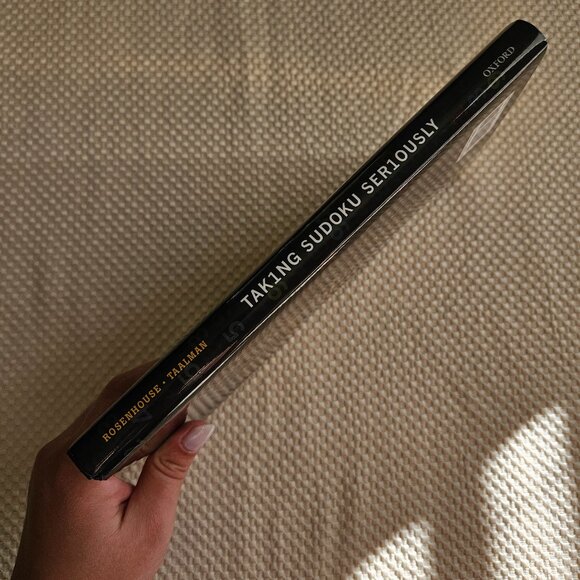 ROSENHOUSE · TAALMAN
TAK1NG SUDOKU SER1OUSLY
OXFORD